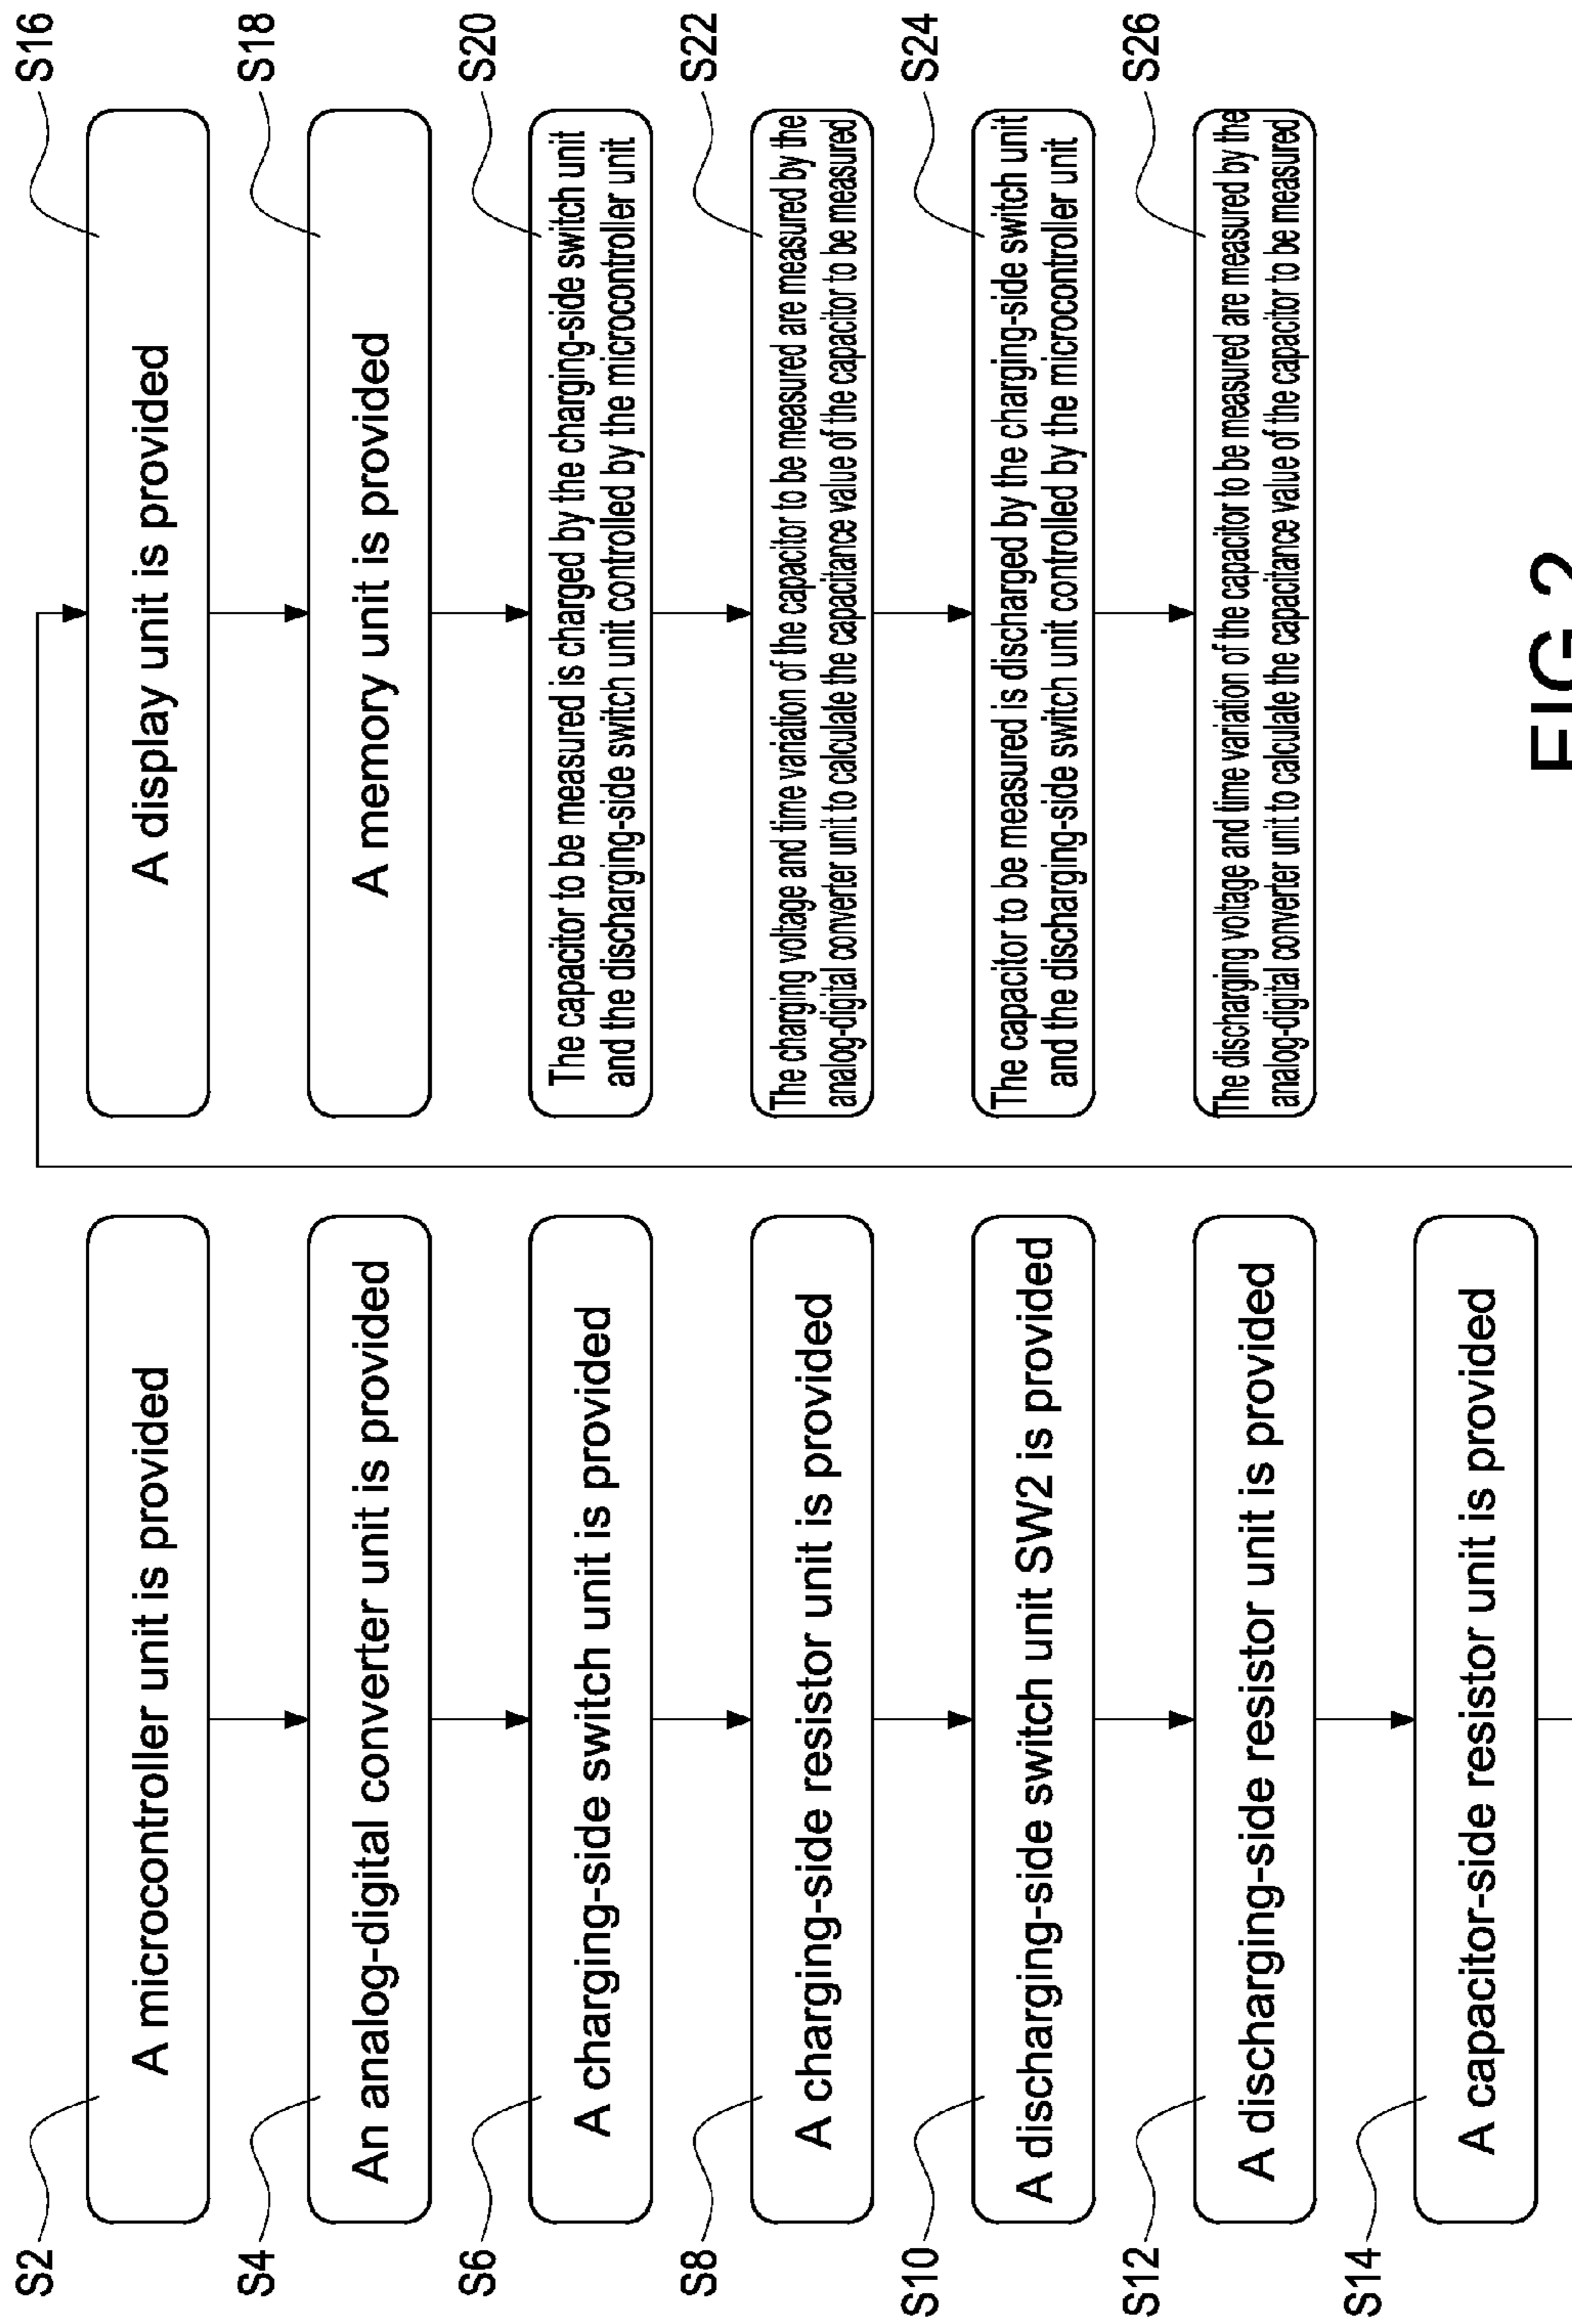 S2
A microcontroller unit is provided
S4
An analog-digital converter unit is provided
S6
A charging-side switch unit is provided
S8
A charging-side resistor unit is provided
S10
A discharging-side switch unit SW2 is provided
S12
A discharging-side resistor unit is provided
S14
A capacitor-side resistor unit is provided
S16
A display unit is provided
S18
A memory unit is provided
S20
The capacitor to be measured is charged by the charging-side switch unit
and the discharging-side switch unit controlled by the microcontroller unit
S22
The charging voltage and time variation of the capacitor to be measured are measured by the
analog-digital converter unit to calculate the capacitance value of the capacitor to be measured
S24
The capacitor to be measured is discharged by the charging-side switch unit
and the discharging-side switch unit controlled by the microcontroller unit
S26
The discharging voltage and time variation of the capacitor to be measured are measured by the
analog-digital converter unit to calculate the capacitance value of the capacitor to be measured
FIG 2